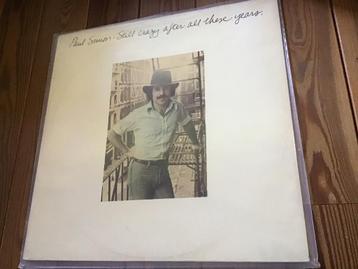 Paul Simon · Still crazy after all these years.